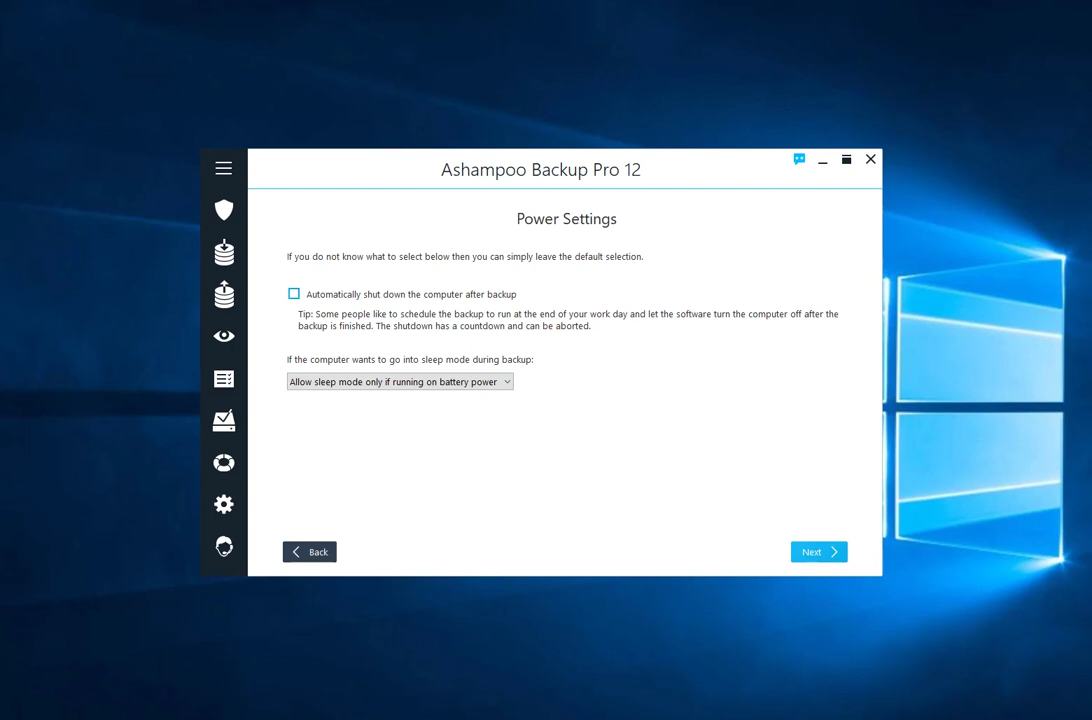 Ashampoo Backup Pro 12
Power Settings
If you do not know what to select below then you can simply leave the default selection.
Automatically shut down the computer after backup
Tip: Some people like to schedule the backup to run at the end of your work day and let the software turn the computer off after the
backup is finished. The shutdown has a countdown and can be aborted.
If the computer wants to go into sleep mode during backup:
Allow sleep mode only if running on battery power
Back
Next